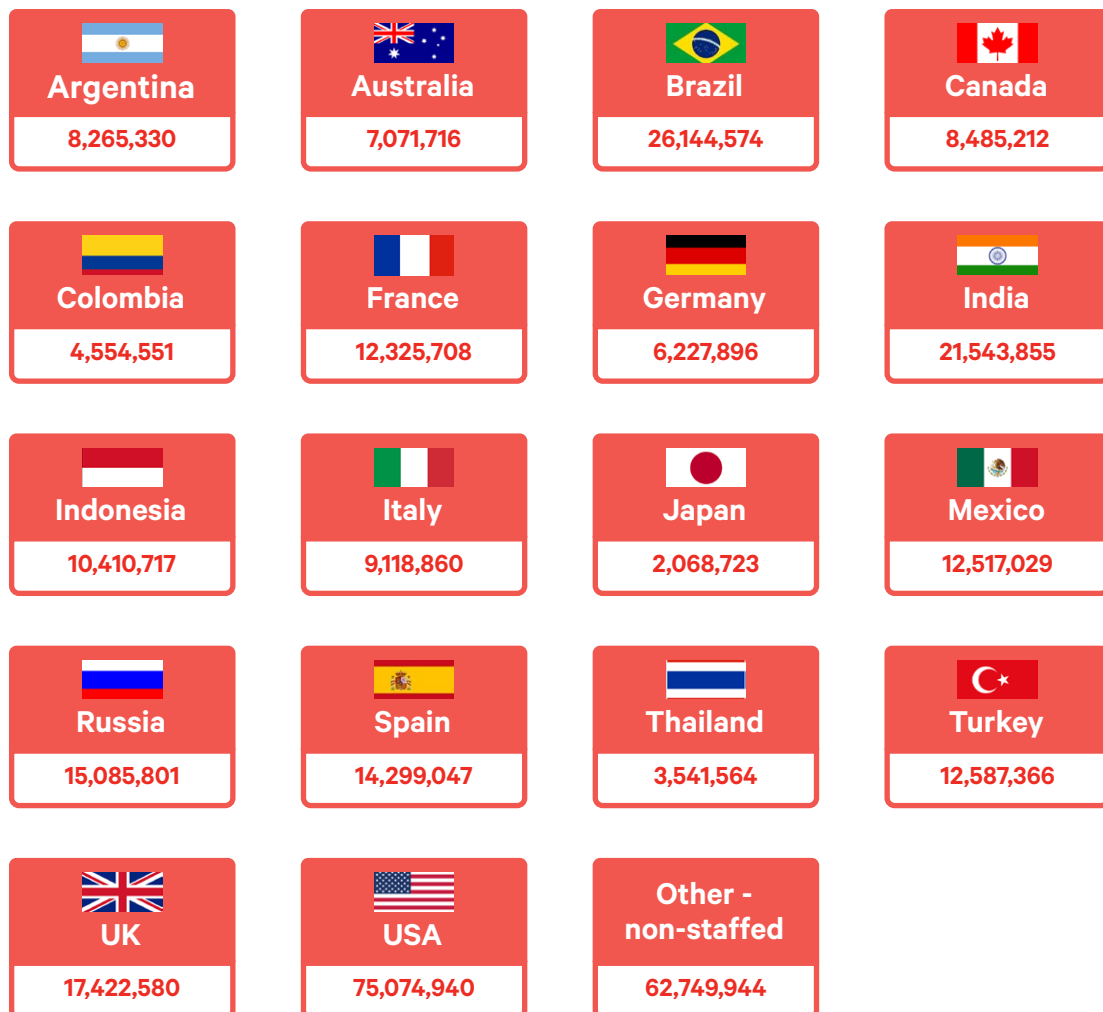 Argentina
8,265,330
Australia
7,071,716
Brazil
26,144,574
Canada
8,485,212
Colombia
4,554,551
France
12,325,708
Germany
6,227,896
India
21,543,855
Indonesia
10,410,717
Italy
9,118,860
Japan
2,068,723
Mexico
12,517,029
Russia
15,085,801
Spain
14,299,047
Thailand
3,541,564
Turkey
12,587,366
UK
17,422,580
USA
75,074,940
Other -
non-staffed
62,749,944